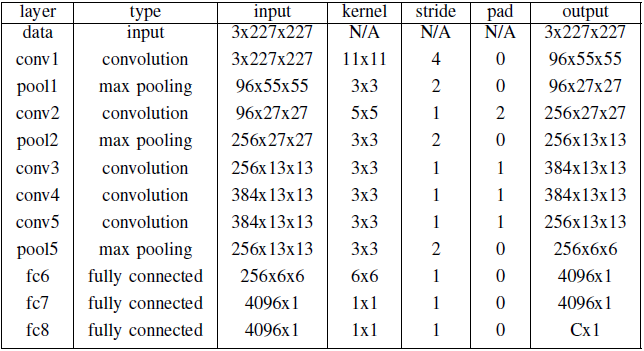 layer type input kernel stride pad output
data input 3x227x227 N/A N/A N/A 3x227x227
conv1 convolution 3x227x227 11x11 4 0 96x55x55
pool1 max pooling 96x55x55 3x3 2 0 96x27x27
conv2 convolution 96x27x27 5x5 1 2 256x27x27
pool2 max pooling 256x27x27 3x3 2 0 256x13x13
conv3 convolution 256x13x13 3x3 1 1 384x13x13
conv4 convolution 384x13x13 3x3 1 1 384x13x13
conv5 convolution 384x13x13 3x3 1 1 256x13x13
pool5 max pooling 256x13x13 3x3 2 0 256x6x6
fc6 fully connected 256x6x6 6x6 1 0 4096x1
fc7 fully connected 4096x1 1x1 1 0 4096x1
fc8 fully connected 4096x1 1x1 1 0 Cx1